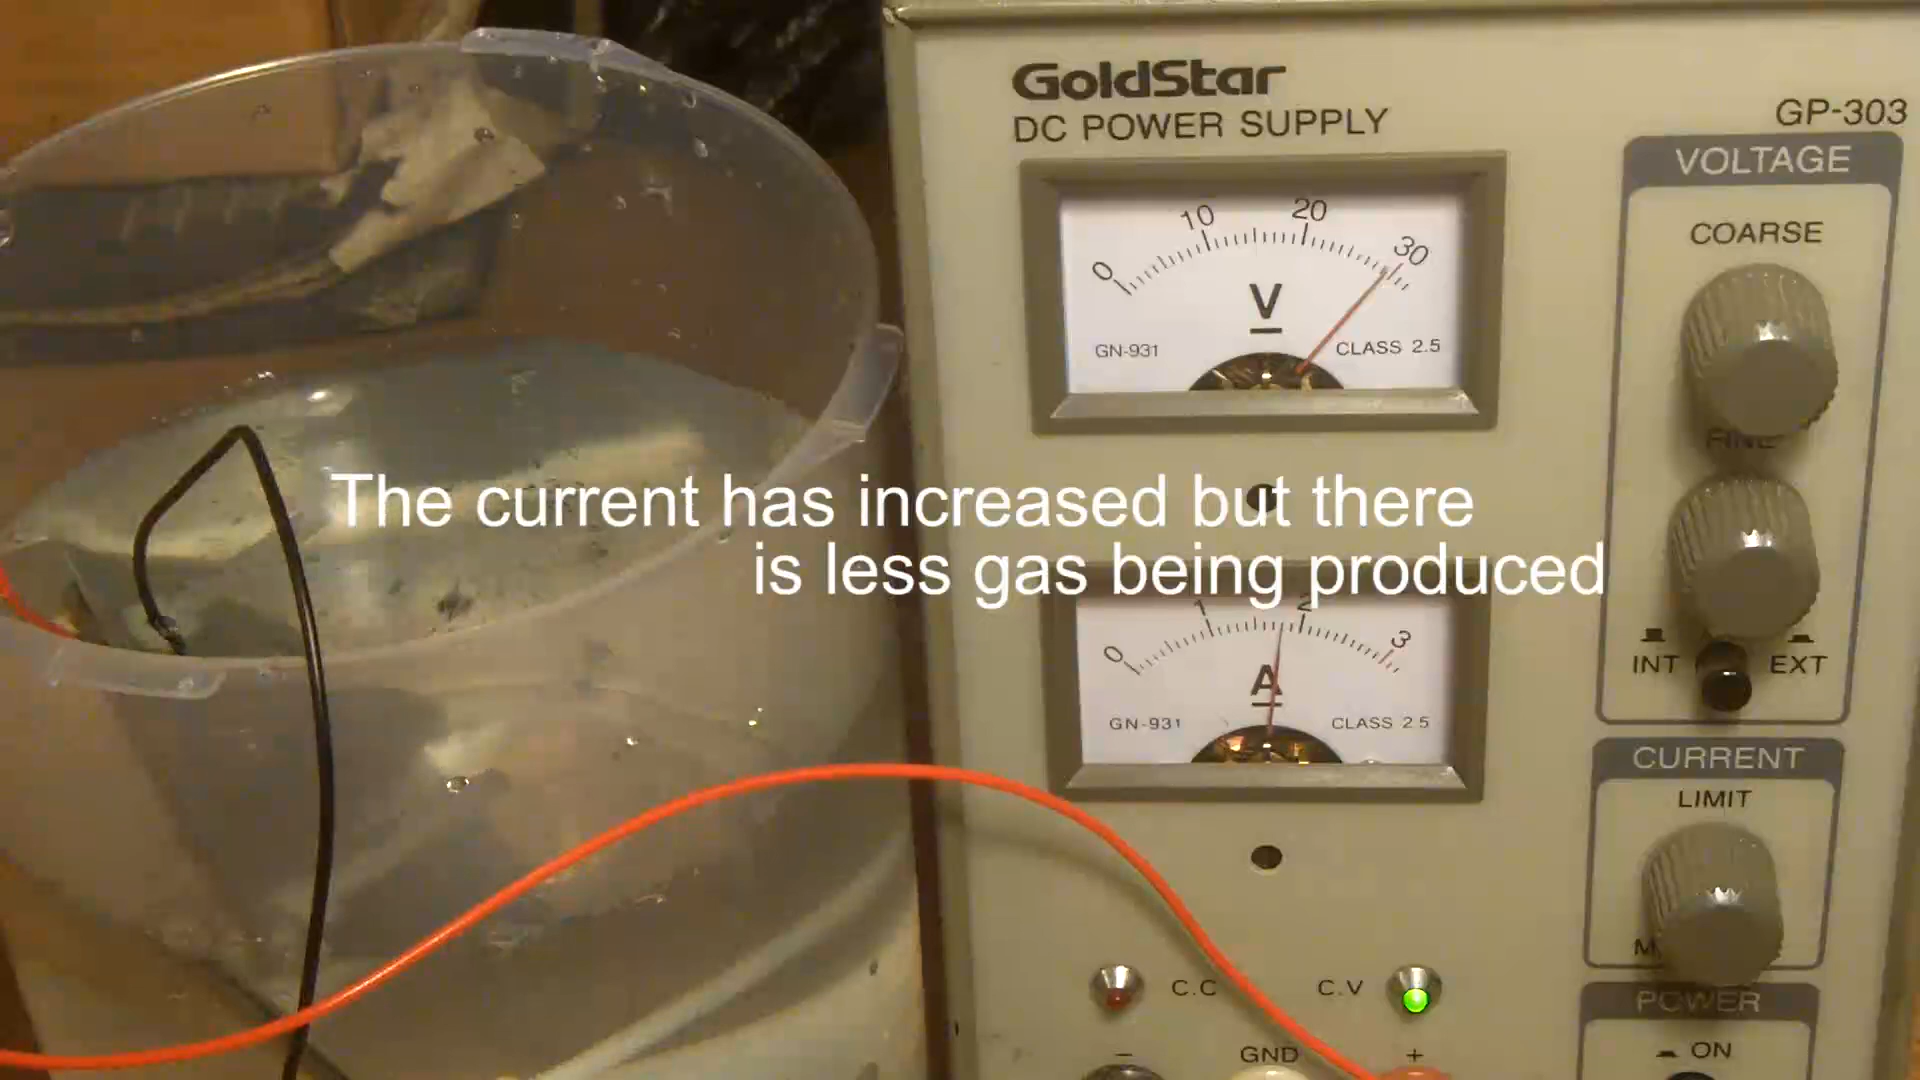 GoldStar
DC POWER SUPPLY
GP-303
VOLTAGE
COARSE
0 10 20 30
V
GN-931 CLASS 2.5
FINE
The current has increased but there
is less gas being produced
0 1 2 3
A
GN-931 CLASS 2.5
INT EXT
CURRENT
LIMIT
C.C C.V
POWER
ON
− GND +